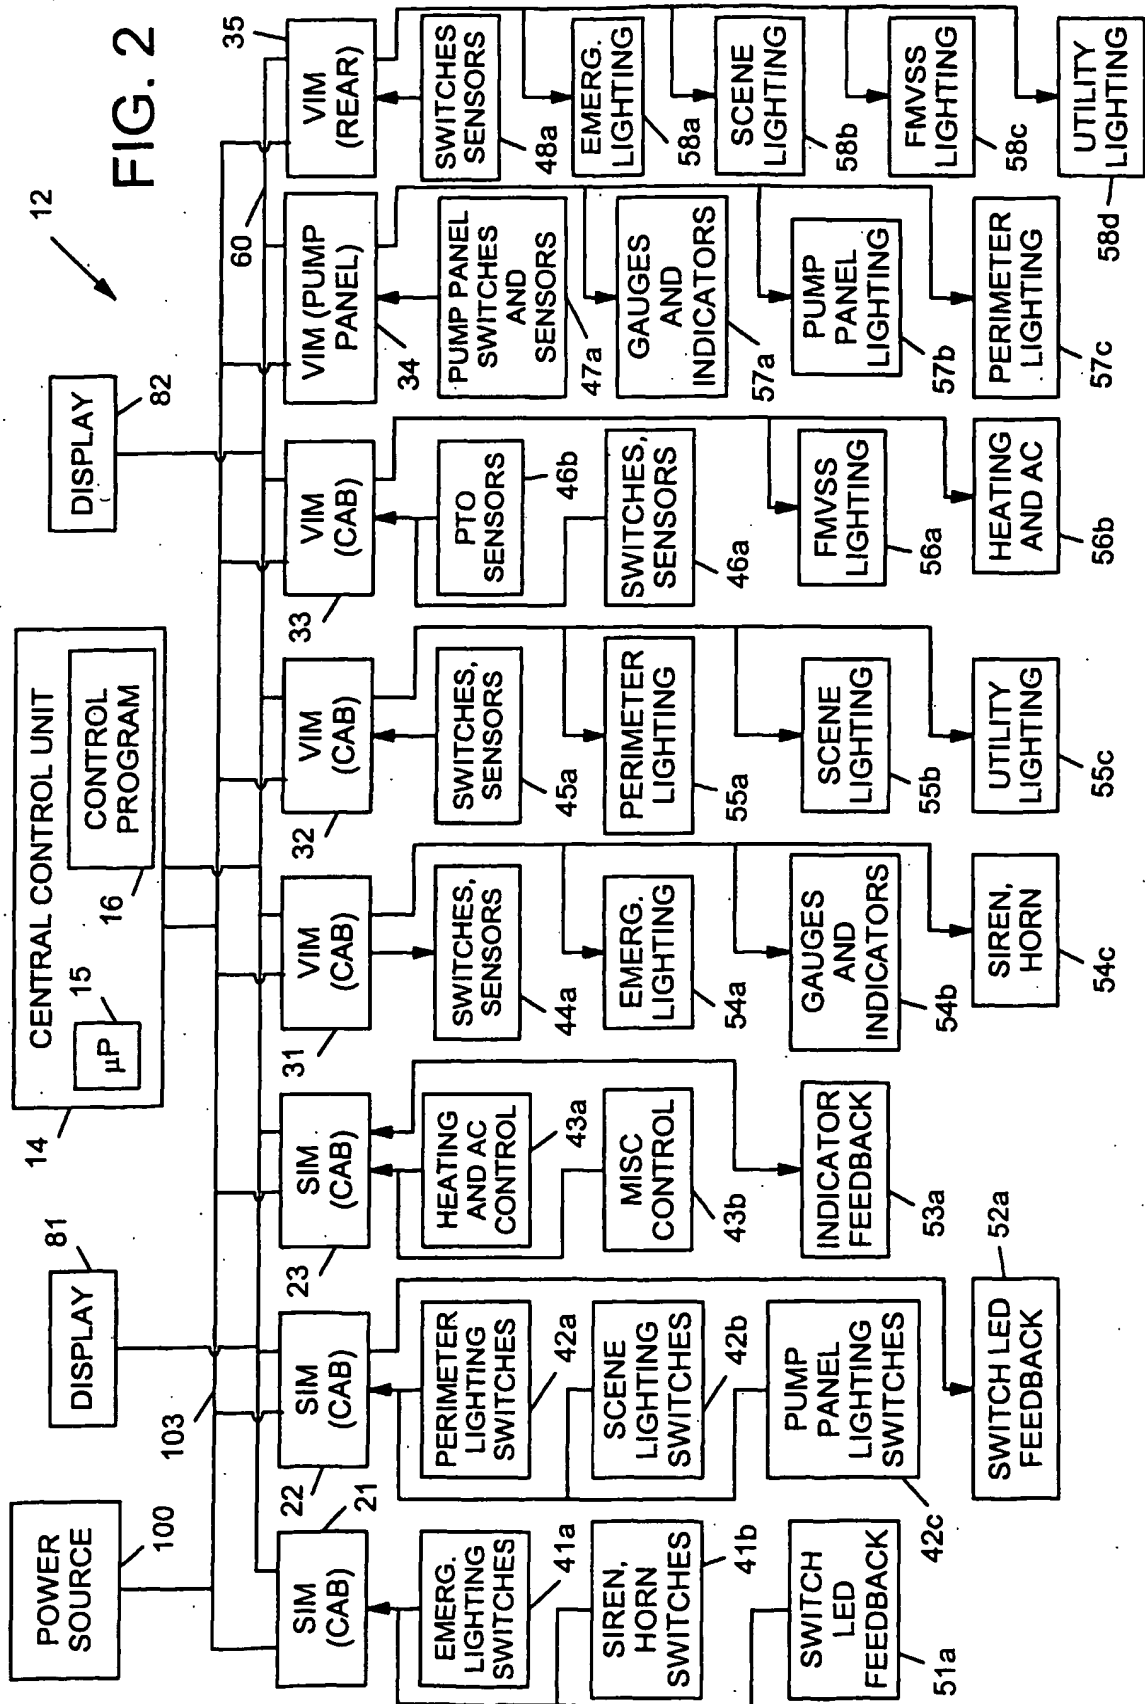 FIG. 2
12
POWER
SOURCE
100
DISPLAY
81
CENTRAL CONTROL UNIT
14
µP
15
CONTROL
PROGRAM
16
DISPLAY
82
103
60
SIM
(CAB)
21
EMERG.
LIGHTING
SWITCHES
41a
SIREN,
HORN
SWITCHES
41b
SWITCH
LED
FEEDBACK
51a
SIM
(CAB)
22
PERIMETER
LIGHTING
SWITCHES
42a
SCENE
LIGHTING
SWITCHES
42b
PUMP
PANEL
LIGHTING
SWITCHES
42c
SWITCH LED
FEEDBACK
52a
SIM
(CAB)
23
HEATING
AND AC
CONTROL
43a
MISC
CONTROL
43b
INDICATOR
FEEDBACK
53a
VIM
(CAB)
31
SWITCHES,
SENSORS
44a
EMERG.
LIGHTING
54a
GAUGES
AND
INDICATORS
54b
SIREN,
HORN
54c
VIM
(CAB)
32
SWITCHES,
SENSORS
45a
PERIMETER
LIGHTING
55a
SCENE
LIGHTING
55b
UTILITY
LIGHTING
55c
VIM
(CAB)
33
PTO
SENSORS
46b
SWITCHES,
SENSORS
46a
FMVSS
LIGHTING
56a
HEATING
AND AC
56b
VIM (PUMP
PANEL)
34
PUMP PANEL
SWITCHES
AND
SENSORS
47a
GAUGES
AND
INDICATORS
57a
PUMP
PANEL
LIGHTING
57b
PERIMETER
LIGHTING
57c
VIM
(REAR)
35
SWITCHES
SENSORS
48a
EMERG.
LIGHTING
58a
SCENE
LIGHTING
58b
FMVSS
LIGHTING
58c
UTILITY
LIGHTING
58d